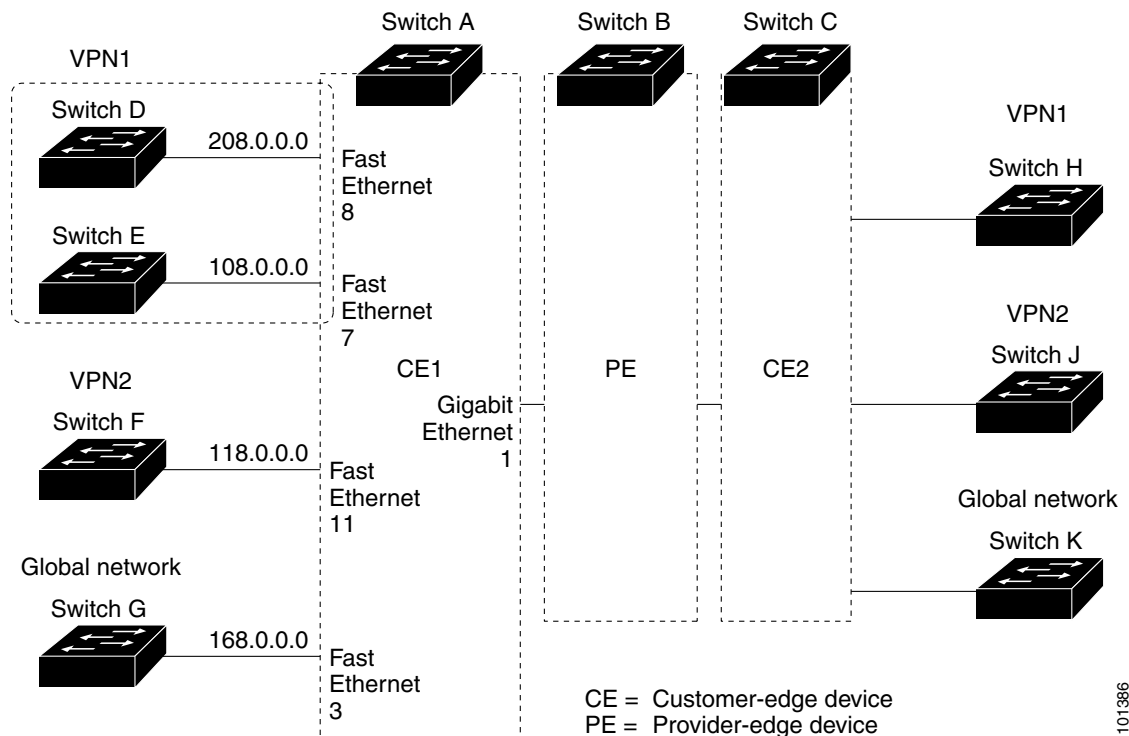 Switch A
Switch B
Switch C
VPN1
Switch D
208.0.0.0
Fast
Ethernet
8
Switch E
108.0.0.0
Fast
Ethernet
7
VPN2
Switch F
118.0.0.0
Fast
Ethernet
11
Global network
Switch G
168.0.0.0
Fast
Ethernet
3
CE1
Gigabit
Ethernet
1
PE
CE2
VPN1
Switch H
VPN2
Switch J
Global network
Switch K
CE = Customer-edge device
PE = Provider-edge device
101386